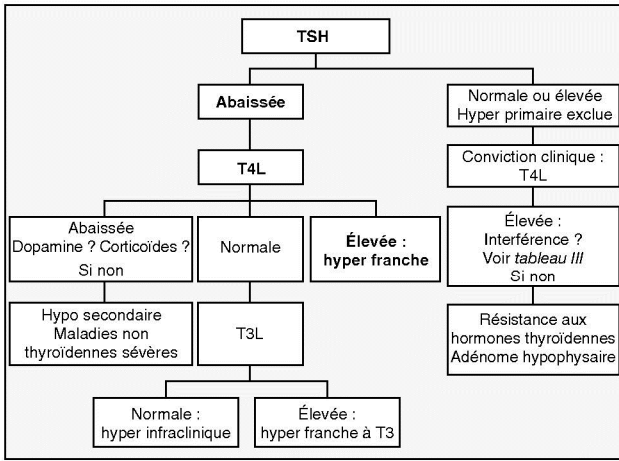 TSH
Abaissée
Normale ou élevée
Hyper primaire exclue
T4L
Conviction clinique :
T4L
Abaissée
Dopamine ? Corticoïdes ?
Si non
Normale
Élevée :
hyper franche
Élevée :
Interférence ?
Voir tableau III
Si non
Hypo secondaire
Maladies non
thyroïdennes sévères
T3L
Résistance aux
hormones thyroïdennes
Adénome hypophysaire
Normale :
hyper infraclinique
Élevée :
hyper franche à T3